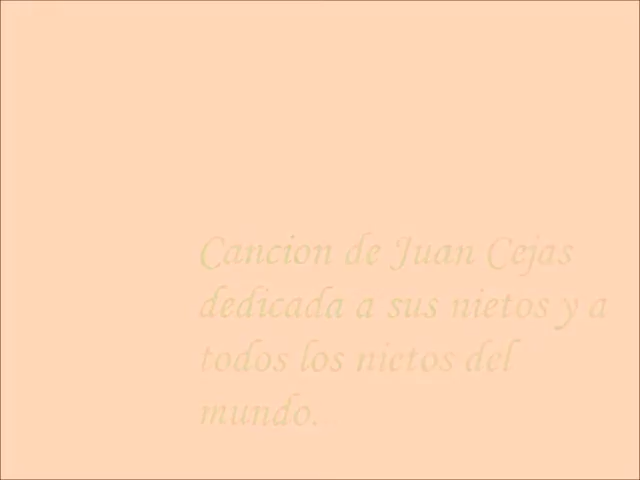 Cancion de Juan Cejas
dedicada a sus nietos y a
todos los nietos del
mundo.